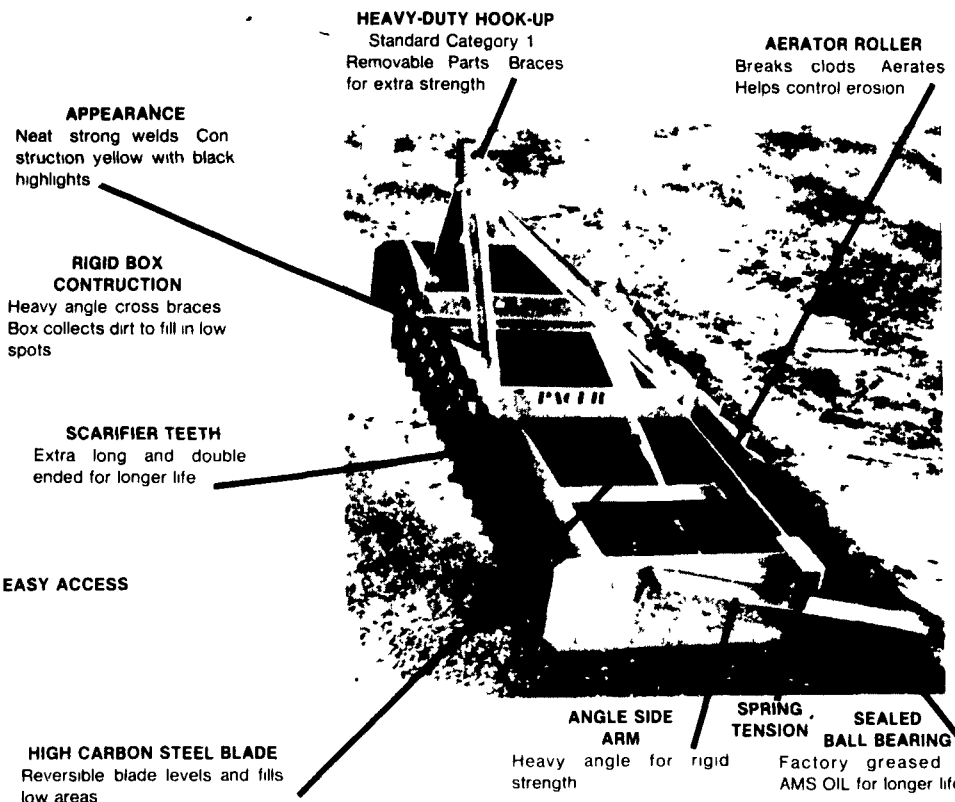 HEAVY-DUTY HOOK-UP
Standard Category 1
Removable Parts Braces
for extra strength
AERATOR ROLLER
Breaks clods Aerates
Helps control erosion
APPEARANCE
Neat strong welds Con
struction yellow with black
highlights
RIGID BOX
CONTRUCTION
Heavy angle cross braces
Box collects dirt to fill in low
spots
PACER
SCARIFIER TEETH
Extra long and double
ended for longer life
EASY ACCESS
HIGH CARBON STEEL BLADE
Reversible blade levels and fills
low areas
ANGLE SIDE
ARM
Heavy angle for rigid
strength
SPRING
TENSION
SEALED
BALL BEARING
Factory greased
AMS OIL for longer life